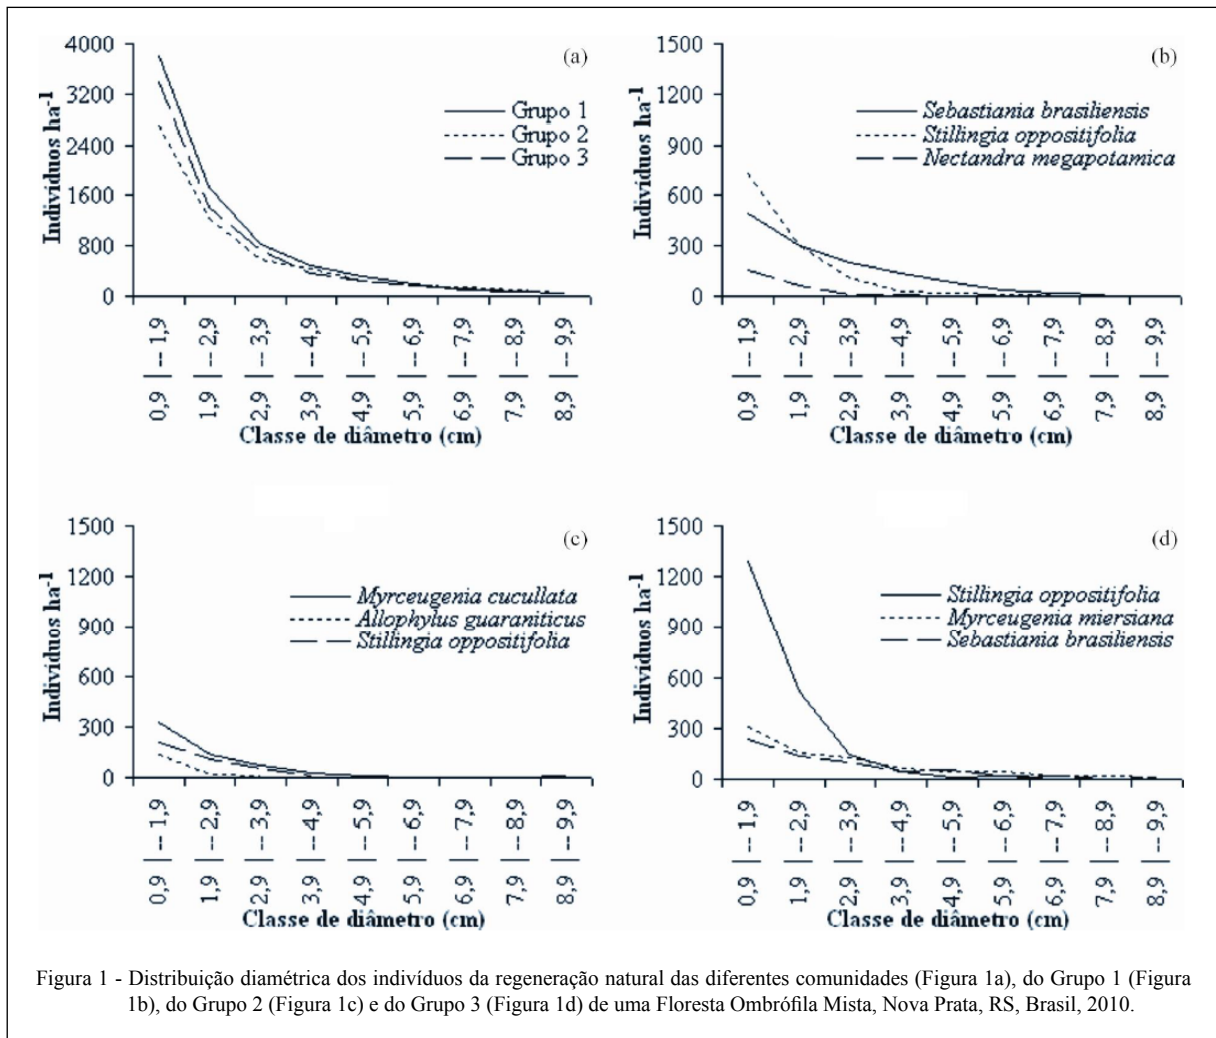 (a)
Indivíduos ha-1
4000
3200
2400
1600
800
0
Grupo 1
Grupo 2
Grupo 3
0,9 |-- 1,9
1,9 |-- 2,9
2,9 |-- 3,9
3,9 |-- 4,9
4,9 |-- 5,9
5,9 |-- 6,9
6,9 |-- 7,9
7,9 |-- 8,9
8,9 |-- 9,9
Classe de diâmetro (cm)
(b)
Indivíduos ha-1
1500
1200
900
600
300
0
Sebastiania brasiliensis
Stillingia oppositifolia
Nectandra megapotamica
0,9 |-- 1,9
1,9 |-- 2,9
2,9 |-- 3,9
3,9 |-- 4,9
4,9 |-- 5,9
5,9 |-- 6,9
6,9 |-- 7,9
7,9 |-- 8,9
8,9 |-- 9,9
Classe de diâmetro (cm)
(c)
Indivíduos ha-1
1500
1200
900
600
300
0
Myrceugenia cucullata
Allophylus guaraniticus
Stillingia oppositifolia
0,9 |-- 1,9
1,9 |-- 2,9
2,9 |-- 3,9
3,9 |-- 4,9
4,9 |-- 5,9
5,9 |-- 6,9
6,9 |-- 7,9
7,9 |-- 8,9
8,9 |-- 9,9
Classe de diâmetro (cm)
(d)
Indivíduos ha-1
1500
1200
900
600
300
0
Stillingia oppositifolia
Myrceugenia miersiana
Sebastiania brasiliensis
0,9 |-- 1,9
1,9 |-- 2,9
2,9 |-- 3,9
3,9 |-- 4,9
4,9 |-- 5,9
5,9 |-- 6,9
6,9 |-- 7,9
7,9 |-- 8,9
8,9 |-- 9,9
Classe de diâmetro (cm)
Figura 1 - Distribuição diamétrica dos indivíduos da regeneração natural das diferentes comunidades (Figura 1a), do Grupo 1 (Figura
1b), do Grupo 2 (Figura 1c) e do Grupo 3 (Figura 1d) de uma Floresta Ombrófila Mista, Nova Prata, RS, Brasil, 2010.